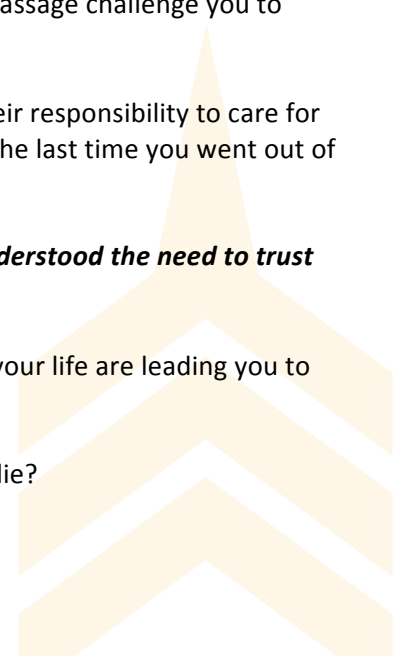 passage challenge you to
eir responsibility to care for
he last time you went out of
derstood the need to trust
your life are leading you to
lie?